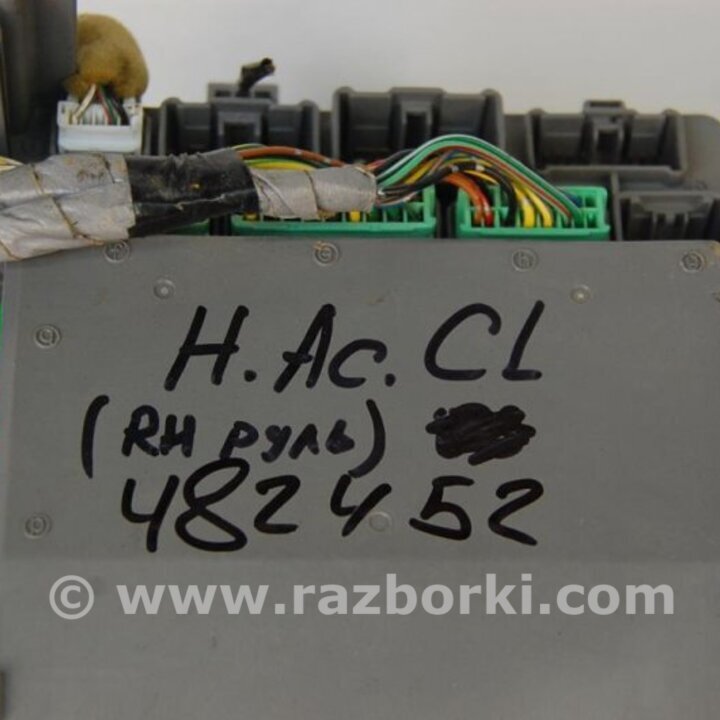 H.Ac.CL
(RH руль)
482452
© www.razborki.com